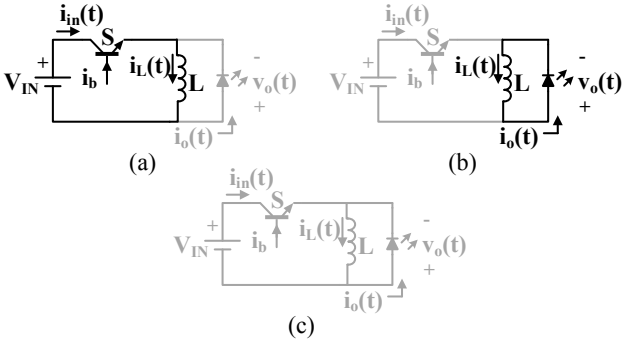 i_in(t)
S
+
V_IN
i_b
i_L(t)
L
-
v_o(t)
+
i_o(t)
(a)
i_in(t)
S
+
V_IN
i_b
i_L(t)
L
-
v_o(t)
+
i_o(t)
(b)
i_in(t)
S
+
V_IN
i_b
i_L(t)
L
-
v_o(t)
+
i_o(t)
(c)